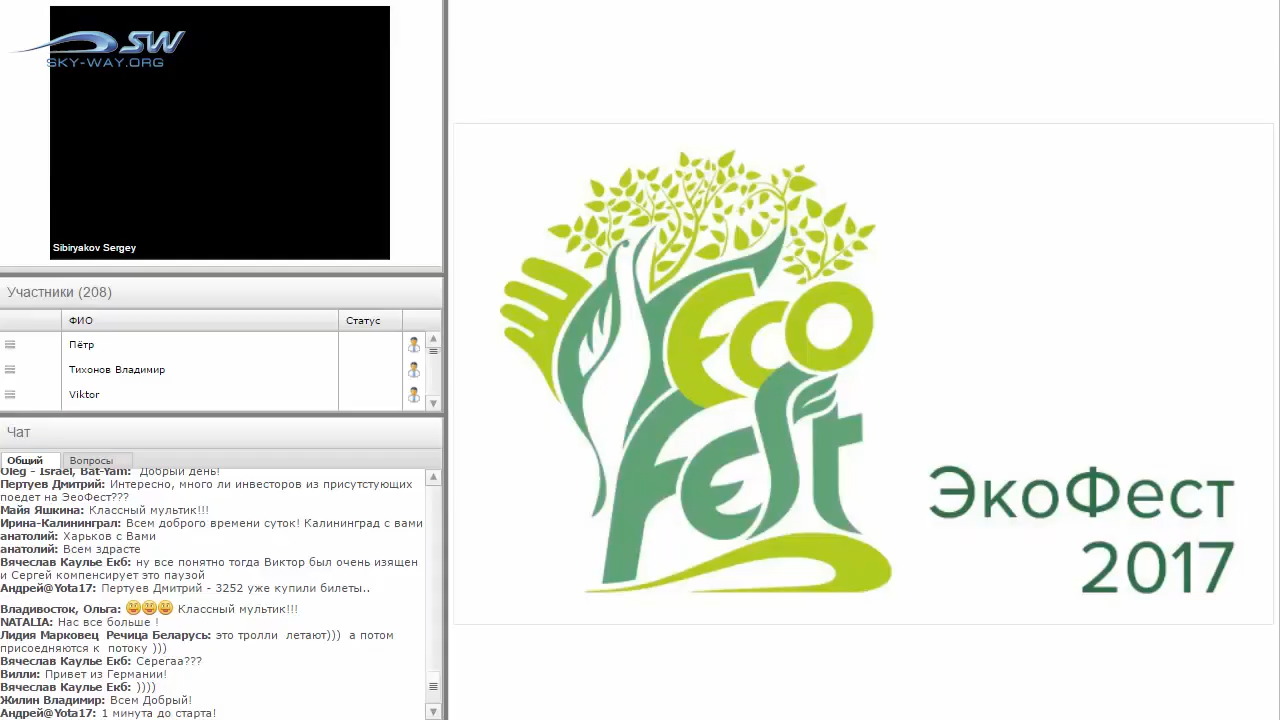 SW
SKY-WAY.ORG
Sibiryakov Sergey
Участники (208)
ФИО
Статус
Пётр
Тихонов Владимир
Viktor
Чат
Общий
Вопросы
Oleg - Israel, Bat-Yam: Добрый день!
Пертуев Дмитрий: Интересно, много ли инвесторов из присутстующих
поедет на ЭеоФест???
Майя Яшкина: Классный мультик!!!
Ирина-Калининграл: Всем доброго времени суток! Калининград с вами
анатолий: Харьков с Вами
анатолий: Всем здрасте
Вячеслав Каулье Екб: ну все понятно тогда Виктор был очень изящен
и Сергей компенсирует это паузой
Андрей@Yota17: Пертуев Дмитрий - 3252 уже купили билеты..
Владивосток, Ольга: Классный мультик!!!
NATALIA: Нас все больше !
Лидия Марковец Речица Беларусь: это тролли летают))) а потом
присоедняются к потоку )))
Вячеслав Каулье Екб: Серегаа???
Вилли: Привет из Германии!
Вячеслав Каулье Екб: ))))
Жилин Владимир: Всем Добрый!
Андрей@Yota17: 1 минута до старта!
Eco
Fest
ЭкоФест
2017